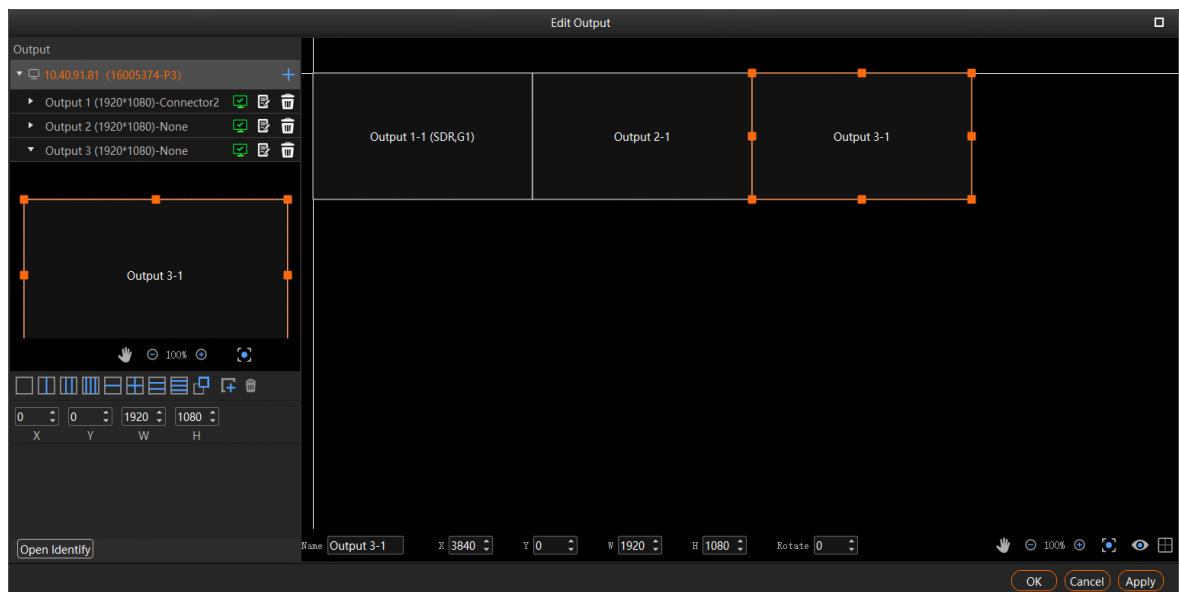 Edit Output
Output
10.40.91.81 (16005374-P3)
Output 1 (1920*1080)-Connector2
Output 2 (1920*1080)-None
Output 3 (1920*1080)-None
Output 3-1
100%
0 0 1920 1080
X Y W H
Open Identify
Output 1-1 (SDR,G1) Output 2-1 Output 3-1
Name Output 3-1 X 3840 Y 0 W 1920 H 1080 Rotate 0 100%
OK Cancel Apply